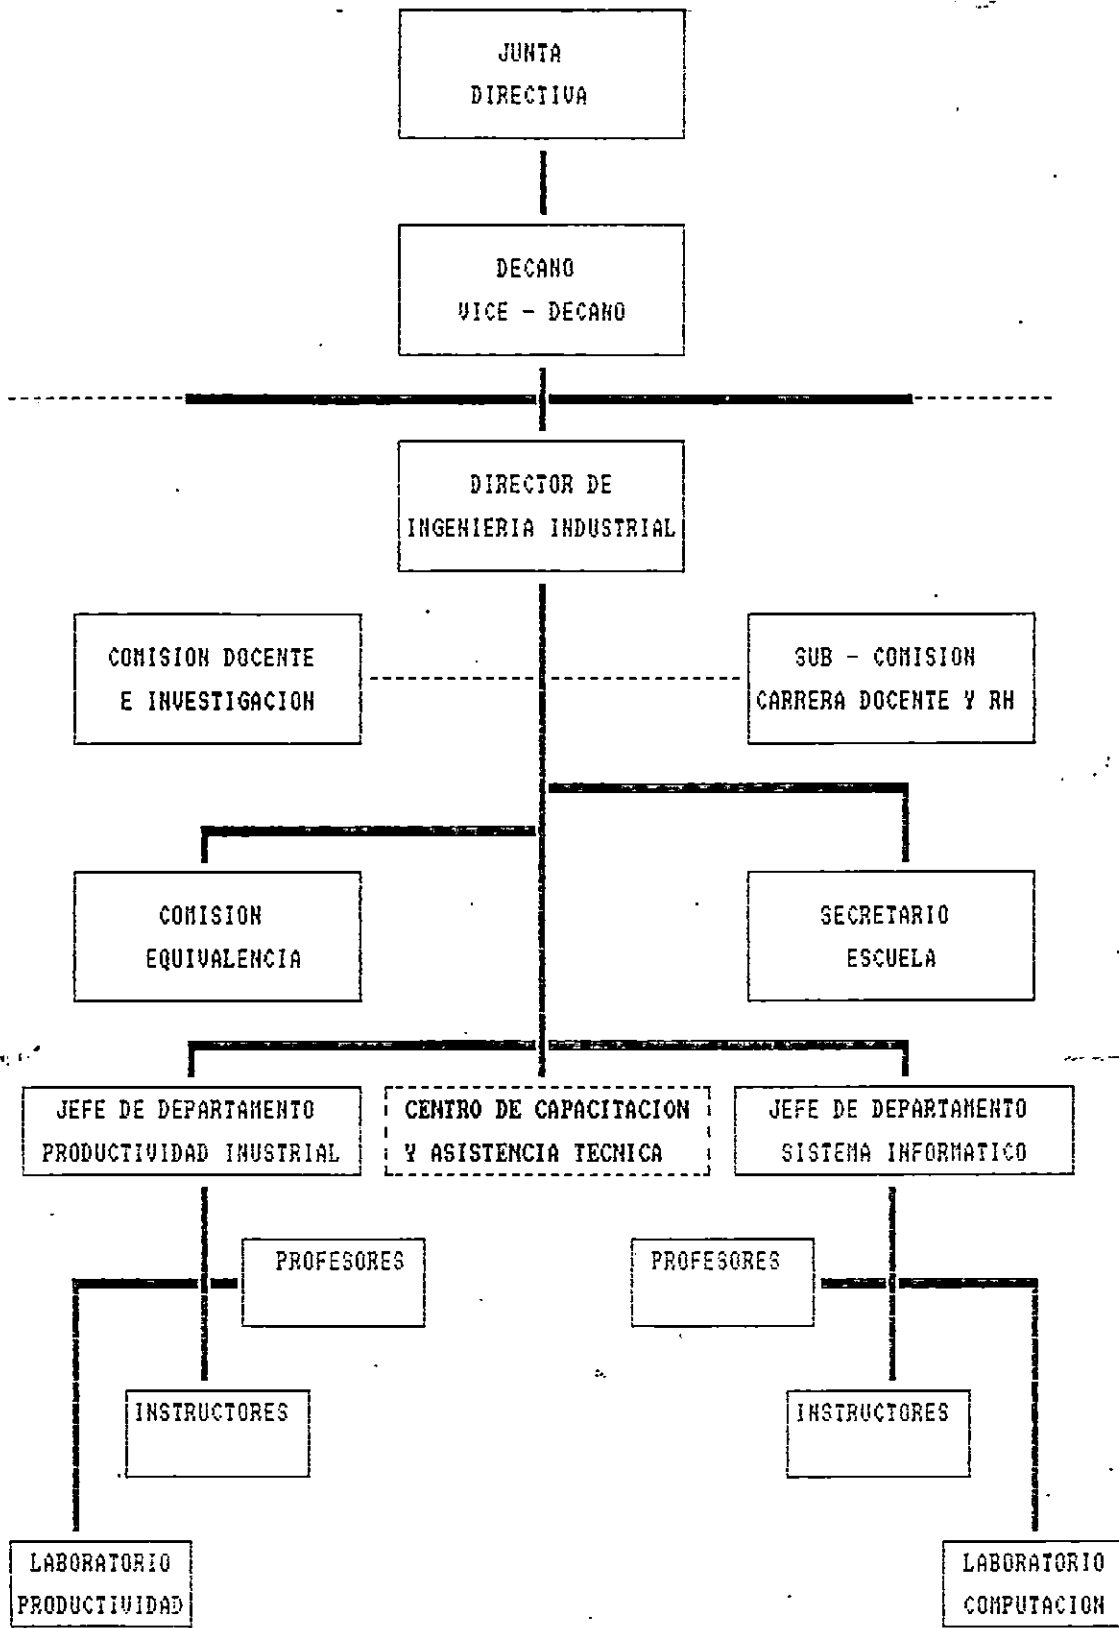 JUNTA
DIRECTIVA
DECANO
VICE - DECANO
DIRECTOR DE
INGENIERIA INDUSTRIAL
COMISION DOCENTE
E INVESTIGACION
SUB - COMISION
CARRERA DOCENTE Y RH
COMISION
EQUIVALENCIA
SECRETARIO
ESCUELA
JEFE DE DEPARTAMENTO
PRODUCTIVIDAD INUSTRIAL
CENTRO DE CAPACITACION
Y ASISTENCIA TECNICA
JEFE DE DEPARTAMENTO
SISTEMA INFORMATICO
PROFESORES
PROFESORES
INSTRUCTORES
INSTRUCTORES
LABORATORIO
PRODUCTIVIDAD
LABORATORIO
COMPUTACION